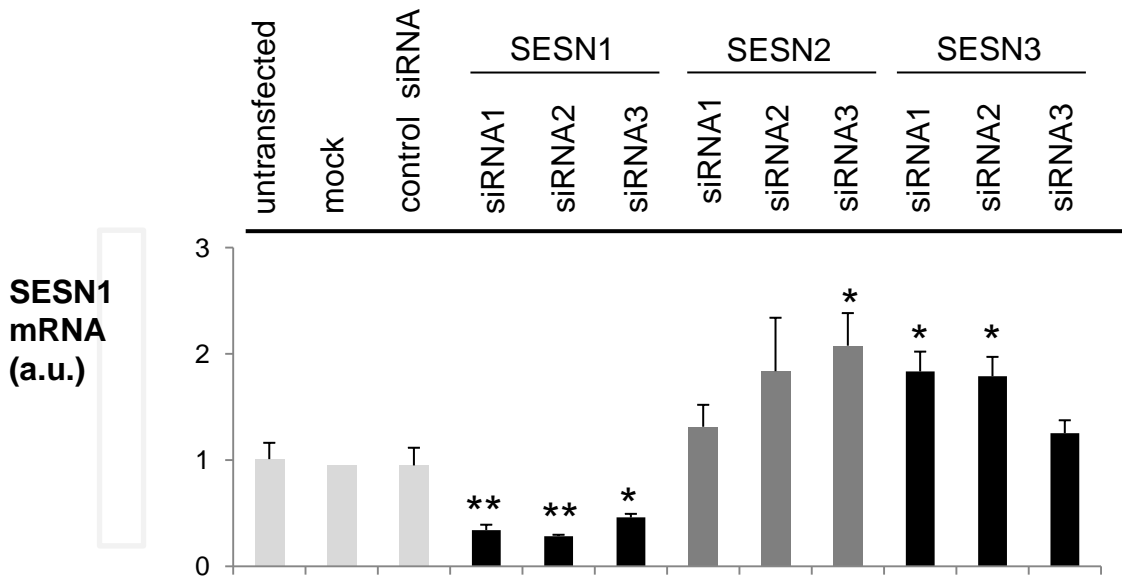 SESN1 SESN2 SESN3
untransfected mock control siRNA siRNA1 siRNA2 siRNA3 siRNA1 siRNA2 siRNA3 siRNA1 siRNA2 siRNA3
SESN1
mRNA
(a.u.)
3
2
1
0
** ** * * * *